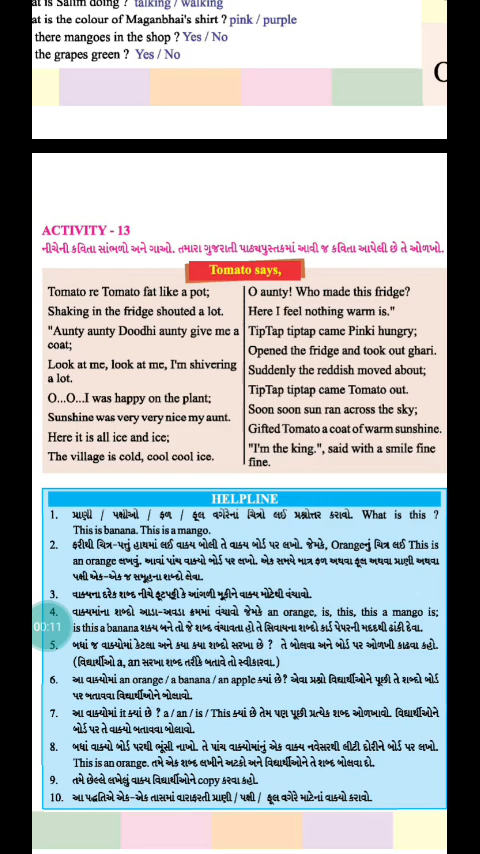 at is Salim doing ? talking / walking
at is the colour of Maganbhai's shirt ? pink / purple
there mangoes in the shop ? Yes / No
the grapes green ? Yes / No
ACTIVITY - 13
નીચેની કવિતા સાંભળો અને ગાઓ. તમારા ગુજરાતી પાઠ્યપુસ્તકમાં આવી જ કવિતા આપેલી છે તે ઓળખો.
Tomato says,
Tomato re Tomato fat like a pot;
Shaking in the fridge shouted a lot.
"Aunty aunty Doodhi aunty give me a
coat;
Look at me, look at me, I'm shivering
a lot.
O...O...I was happy on the plant;
Sunshine was very very nice my aunt.
Here it is all ice and ice;
The village is cold, cool cool ice.
O aunty! Who made this fridge?
Here I feel nothing warm is."
TipTap tiptap came Pinki hungry;
Opened the fridge and took out ghari.
Suddenly the reddish moved about;
TipTap tiptap came Tomato out.
Soon soon sun ran across the sky;
Gifted Tomato a coat of warm sunshine.
"I'm the king.", said with a smile fine
fine.
HELPLINE
1. પ્રાણી / પક્ષીઓ / ફળ / ફૂલ વગેરેનાં ચિત્રો લઈ પ્રશ્નોત્તર કરાવો. What is this ?
This is banana. This is a mango.
2. ફરીથી ચિત્ર-પત્તું હાથમાં લઈ વાક્ય બોલી તે વાક્ય બોર્ડ પર લખો. જેમકે, Orangeનું ચિત્ર લઈ This is
an orange લખવું. આવાં પાંચ વાક્યો બોર્ડ પર લખો. એક સમયે માત્ર ફળ અથવા ફૂલ અથવા પ્રાણી અથવા
પક્ષી એક-એક જ સમૂહના શબ્દો લેવા.
3. વાક્યના દરેક શબ્દ નીચે ફૂટપટ્ટી કે આંગળી મૂકીને વાક્ય મોટેથી વંચાવો.
4. વાક્યમાંના શબ્દો આડા-અવડા ક્રમમાં વંચાવો જેમકે an orange, is, this, this a mango is;
is this a banana શક્ય બને તો જે શબ્દ વંચાવતા હો તે સિવાયના શબ્દો કાર્ડ પેપરની મદદથી ઢાંકી દેવા.
00:11
5. બધાં જ વાક્યોમાં કેટલા અને કયા કયા શબ્દો સરખા છે ? તે બોલવા અને બોર્ડ પર ઓળખી કાઢવા કહો.
(વિદ્યાર્થીઓ a, an સરખા શબ્દ તરીકે બતાવે તો સ્વીકારવા.)
6. આ વાક્યોમાં an orange / a banana / an apple ક્યાં છે? એવા પ્રશ્નો વિદ્યાર્થીઓને પૂછી તે શબ્દો બોર્ડ
પર બતાવવા વિદ્યાર્થીઓને બોલાવો.
7. આ વાક્યોમાં it ક્યાં છે ? a / an / is / This ક્યાં છે તેમ પણ પૂછી પ્રત્યેક શબ્દ ઓળખાવો. વિદ્યાર્થીઓને
બોર્ડ પર તે વાક્યો બતાવવા બોલાવો.
8. બધાં વાક્યો બોર્ડ પરથી ભૂંસી નાખો. તે પાંચ વાક્યોમાંનું એક વાક્ય નવેસરથી લીટી દોરીને બોર્ડ પર લખો.
This is an orange. તમે એક શબ્દ લખીને અટકો અને વિદ્યાર્થીઓને તે શબ્દ બોલવા દો.
9. તમે છેલ્લે લખેલું વાક્ય વિદ્યાર્થીઓને copy કરવા કહો.
10. આ પદ્ધતિએ એક-એક તાસમાં વારાફરતી પ્રાણી / પક્ષી / ફૂલ વગેરે માટેનાં વાક્યો કરાવો.